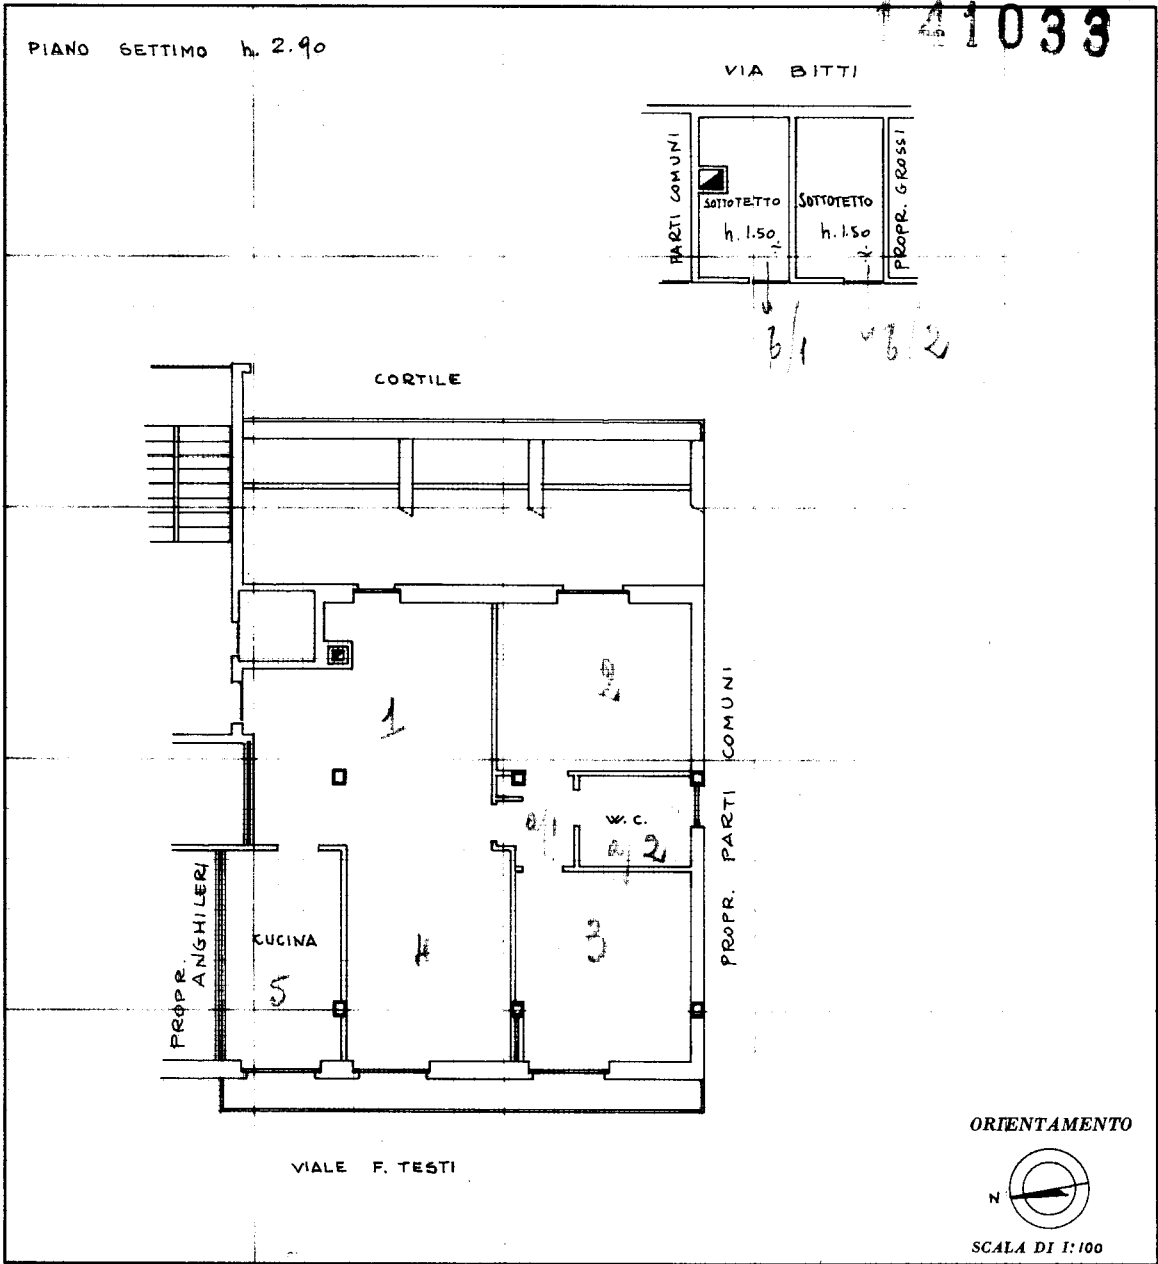 141033
PIANO SETTIMO h. 2.90
VIA BITTI
PARTI COMUNI
SOTTOTETTO
h. 1.50
SOTTOTETTO
h. 1.50
PROPR. GROSSI
b/1
b/2
CORTILE
1
2
a/1
W.C.
a/2
PROPR. PARTI COMUNI
PROPR. ANGHILERI
CUCINA
5
4
3
VIALE F. TESTI
ORIENTAMENTO
N
SCALA DI 1:100